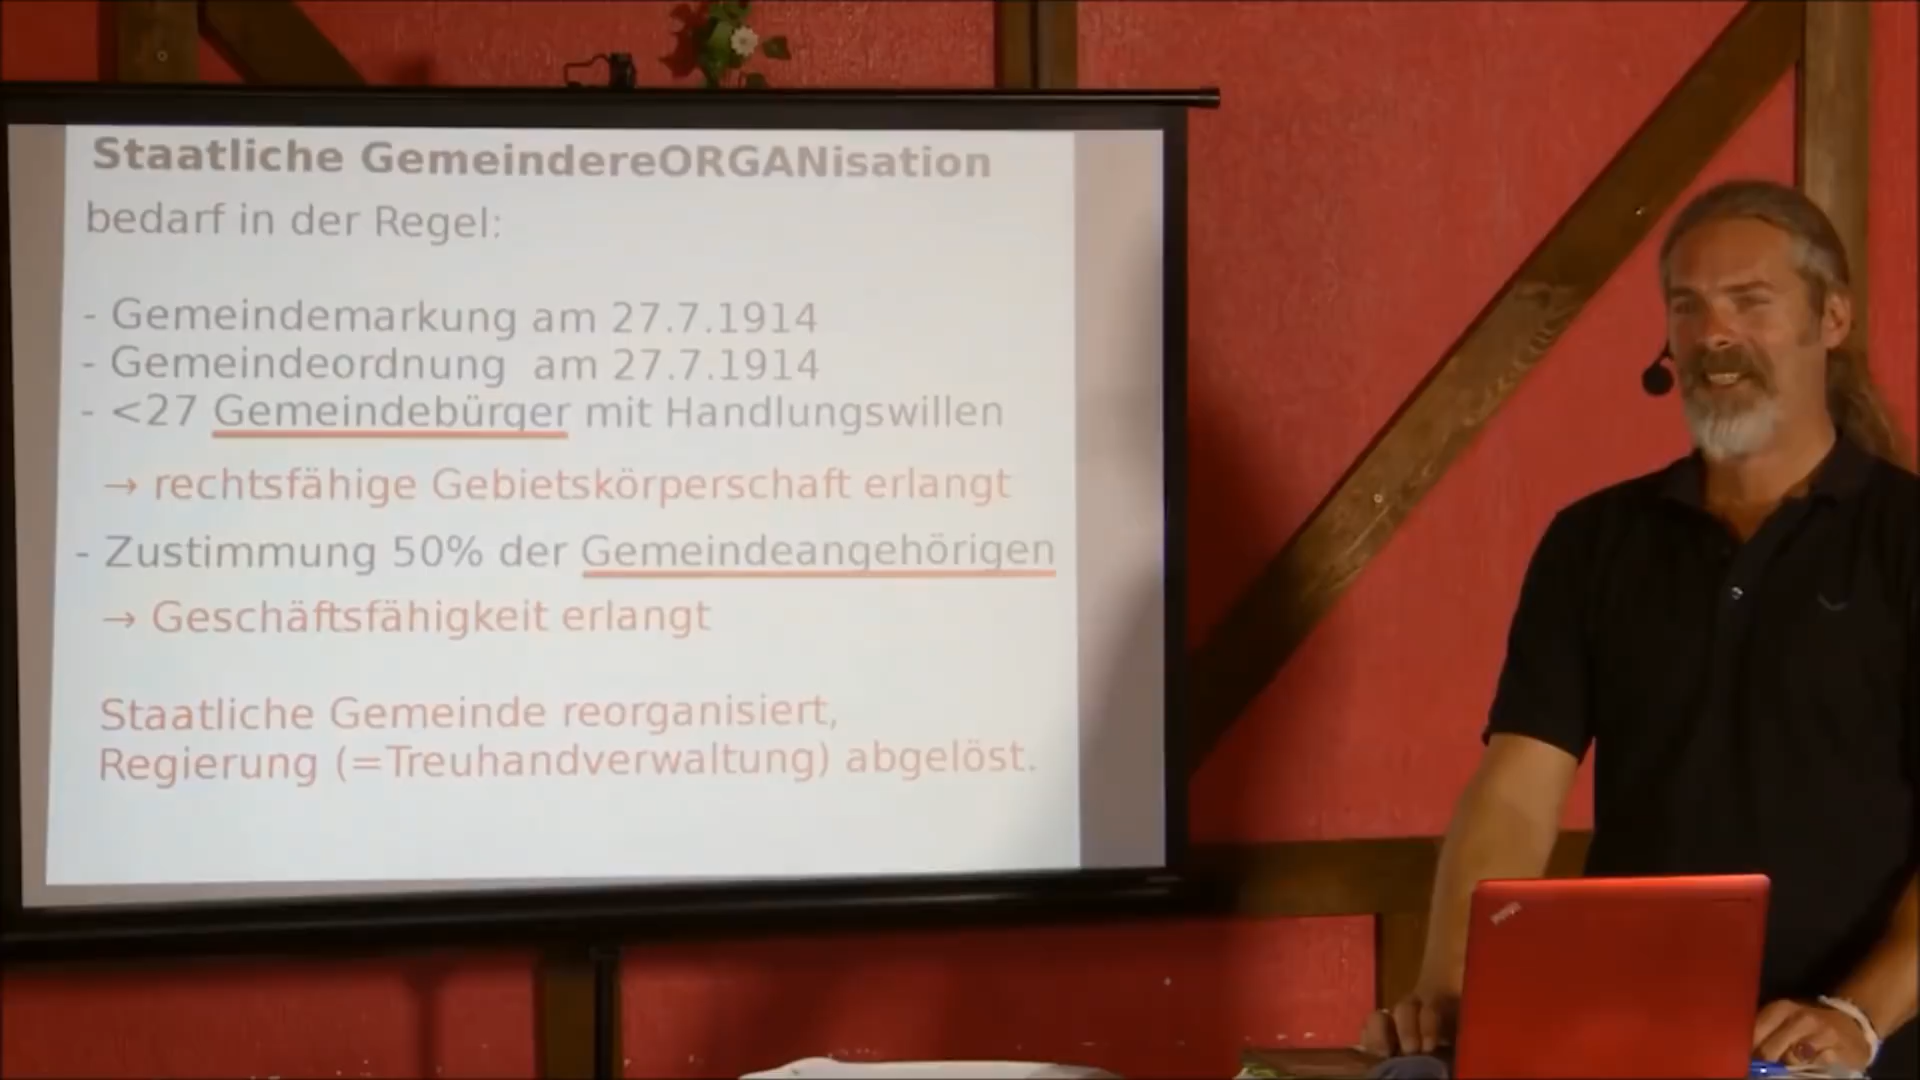 Staatliche GemeindereORGANisation
bedarf in der Regel:
- Gemeindemarkung am 27.7.1914
- Gemeindeordnung am 27.7.1914
- <27 Gemeindebürger mit Handlungswillen
→ rechtsfähige Gebietskörperschaft erlangt
- Zustimmung 50% der Gemeindeangehörigen
→ Geschäftsfähigkeit erlangt
Staatliche Gemeinde reorganisiert,
Regierung (=Treuhandverwaltung) abgelöst.